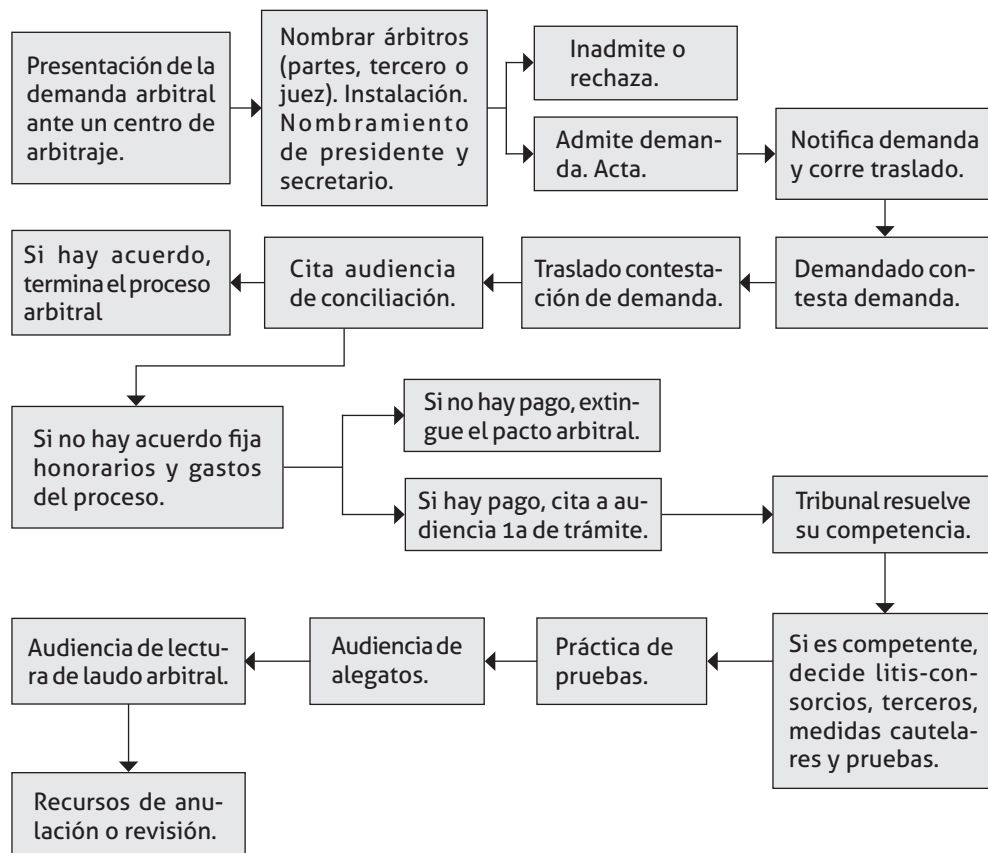 Presentación de la
demanda arbitral
ante un centro de
arbitraje.
Nombrar árbitros
(partes, tercero o
juez). Instalación.
Nombramiento
de presidente y
secretario.
Inadmite o
rechaza.
Admite deman-
da. Acta.
Notifica demanda
y corre traslado.
Demandado con-
testa demanda.
Traslado contesta-
ción de demanda.
Cita audiencia
de conciliación.
Si hay acuerdo,
termina el proceso
arbitral
Si no hay acuerdo fija
honorarios y gastos
del proceso.
Si no hay pago, extin-
gue el pacto arbitral.
Si hay pago, cita a au-
diencia 1a de trámite.
Tribunal resuelve
su competencia.
Si es competente,
decide litis-con-
sorcios, terceros,
medidas cautela-
res y pruebas.
Práctica de
pruebas.
Audiencia de
alegatos.
Audiencia de lectu-
ra de laudo arbitral.
Recursos de anu-
lación o revisión.